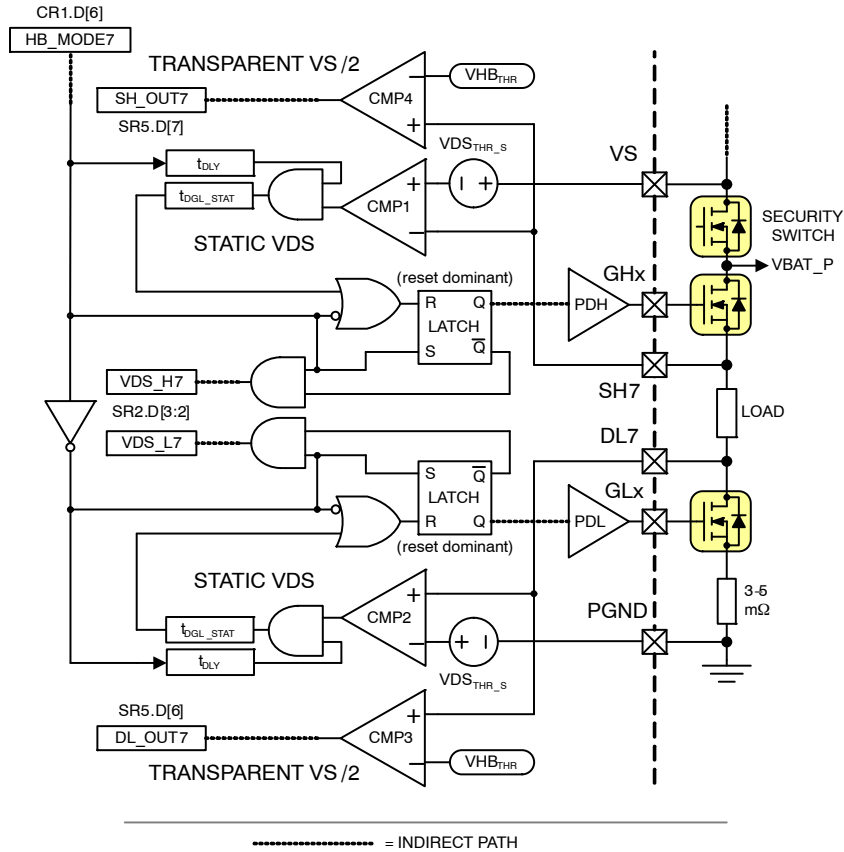 CR1.D[6]
HB_MODE7
TRANSPARENT VS/2
SH_OUT7
SR5.D[7]
CMP4
VHBTHR
VDSTHR_S
VS
tDLY
tDGL_STAT
CMP1
STATIC VDS
SECURITY
SWITCH
VBAT_P
(reset dominant)
GHx
R Q
LATCH
S Q
PDH
SH7
VDS_H7
SR2.D[3:2]
VDS_L7
LOAD
DL7
S Q
LATCH
R Q
(reset dominant)
GLx
PDL
STATIC VDS
3-5
mΩ
PGND
CMP2
tDGL_STAT
tDLY
VDSTHR_S
SR5.D[6]
DL_OUT7
CMP3
VHBTHR
TRANSPARENT VS/2
= INDIRECT PATH